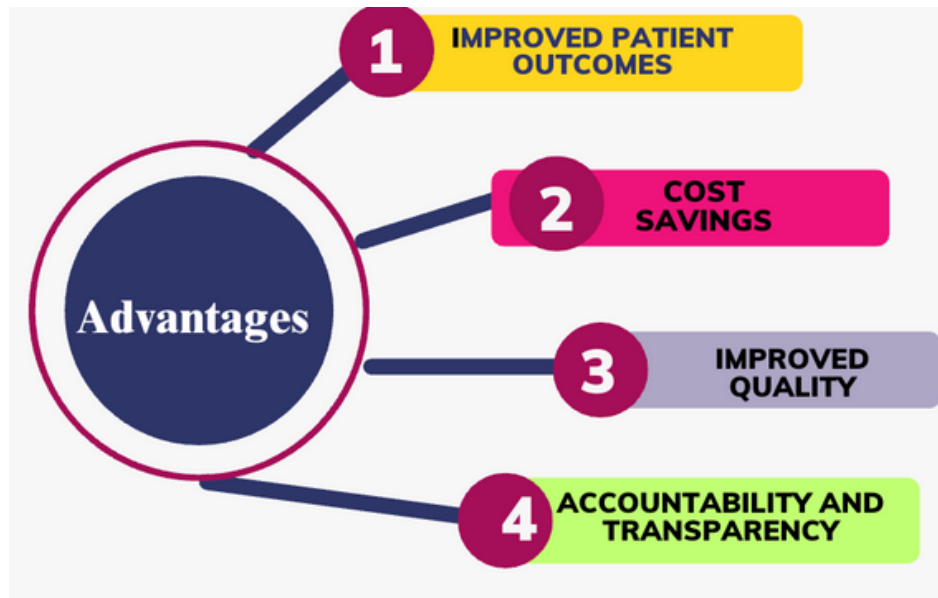 1
IMPROVED PATIENT
OUTCOMES
2
COST
SAVINGS
Advantages
3
IMPROVED
QUALITY
4
ACCOUNTABILITY AND
TRANSPARENCY